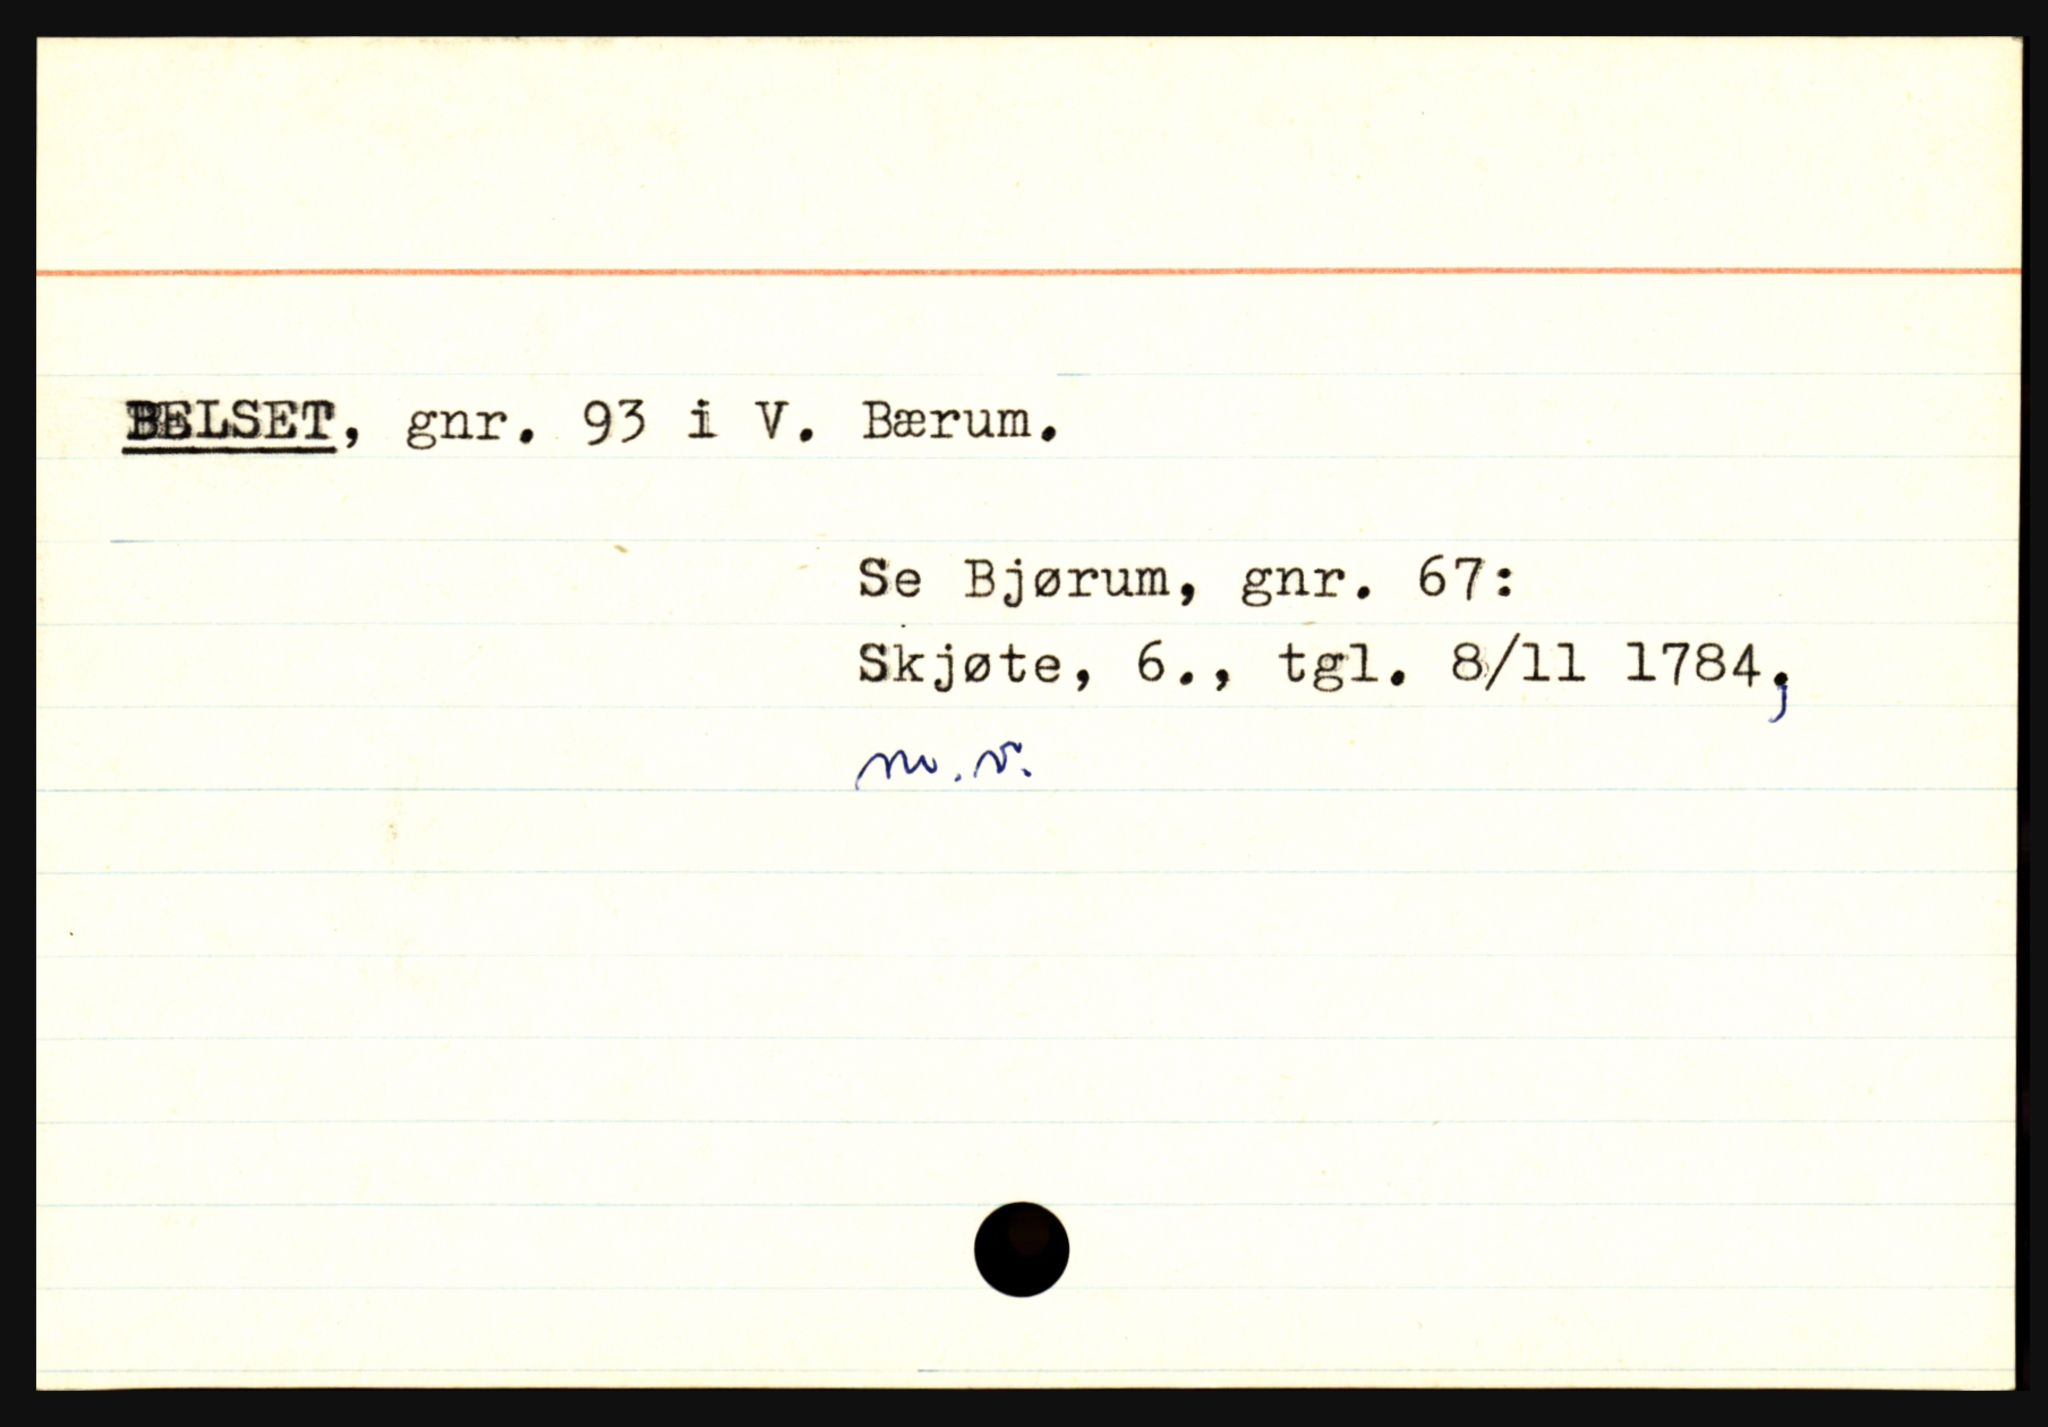 BELSET, gnr. 93 i V. Bærum.
Se Bjørum, gnr. 67:
Skjøte, 6., tgl. 8/11 1784,
m.v.